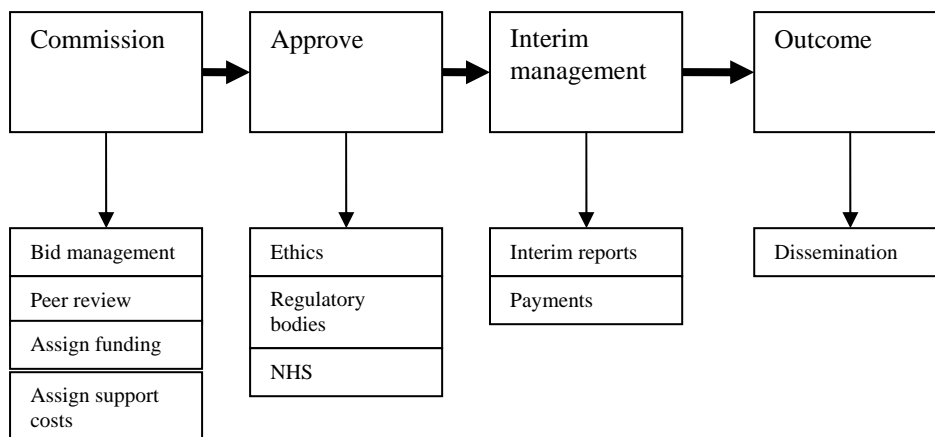 Commission
Approve
Interim
management
Outcome
Bid management
Peer review
Assign funding
Assign support
costs
Ethics
Regulatory
bodies
NHS
Interim reports
Payments
Dissemination